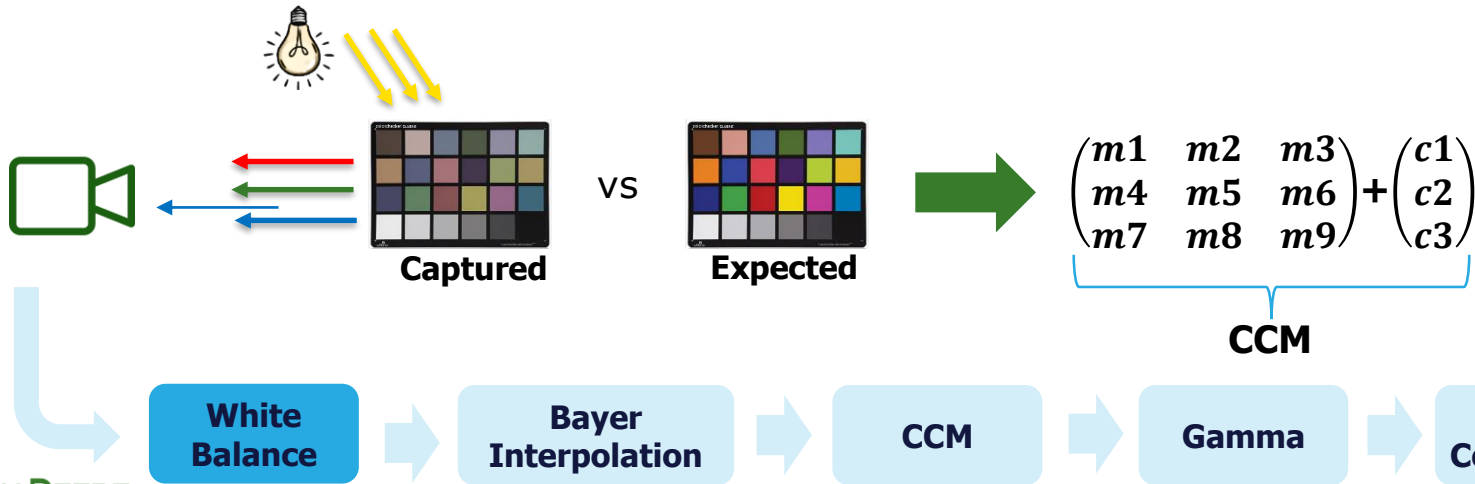 vs
Captured
Expected
m1 m2 m3
m4 m5 m6
m7 m8 m9
+
c1
c2
c3
CCM
White
Balance
Bayer
Interpolation
CCM
Gamma